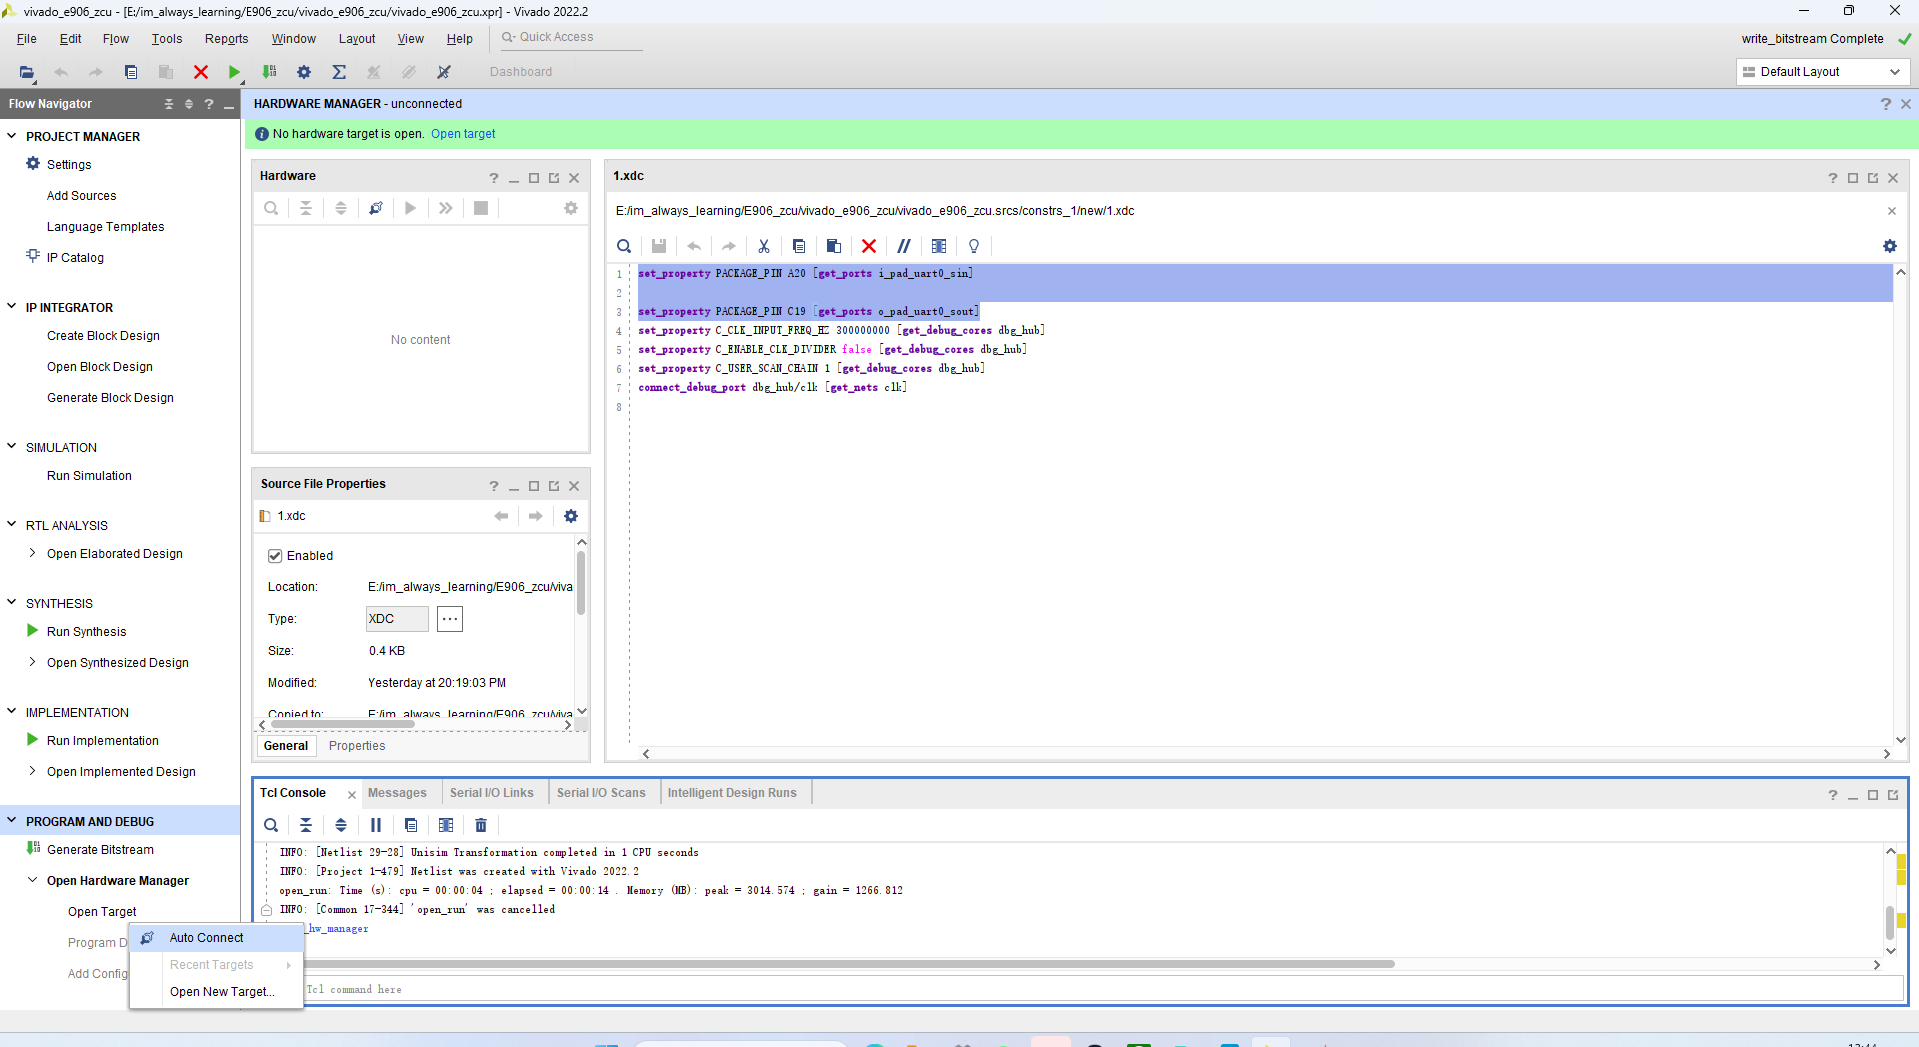 vivado_e906_zcu - [E:/im_always_learning/E906_zcu/vivado_e906_zcu/vivado_e906_zcu.xpr] - Vivado 2022.2
File Edit Flow Tools Reports Window Layout View Help Quick Access
write_bitstream Complete
Dashboard
Default Layout
Flow Navigator
HARDWARE MANAGER - unconnected
No hardware target is open. Open target
PROJECT MANAGER
Settings
Add Sources
Language Templates
IP Catalog
IP INTEGRATOR
Create Block Design
Open Block Design
Generate Block Design
SIMULATION
Run Simulation
RTL ANALYSIS
Open Elaborated Design
SYNTHESIS
Run Synthesis
Open Synthesized Design
IMPLEMENTATION
Run Implementation
Open Implemented Design
PROGRAM AND DEBUG
Generate Bitstream
Open Hardware Manager
Open Target
Program D
Add Config
Auto Connect
Recent Targets
Open New Target...
Hardware
No content
Source File Properties
1.xdc
Enabled
Location: E:/im_always_learning/E906_zcu/viva
Type: XDC ...
Size: 0.4 KB
Modified: Yesterday at 20:19:03 PM
Copied to: E:/im_always_learning/E906_zcu/viva
General Properties
1.xdc
E:/im_always_learning/E906_zcu/vivado_e906_zcu/vivado_e906_zcu.srcs/constrs_1/new/1.xdc
1 set_property PACKAGE_PIN A20 [get_ports i_pad_uart0_sin]
2
3 set_property PACKAGE_PIN C19 [get_ports o_pad_uart0_sout]
4 set_property C_CLK_INPUT_FREQ_HZ 300000000 [get_debug_cores dbg_hub]
5 set_property C_ENABLE_CLK_DIVIDER false [get_debug_cores dbg_hub]
6 set_property C_USER_SCAN_CHAIN 1 [get_debug_cores dbg_hub]
7 connect_debug_port dbg_hub/clk [get_nets clk]
8
Tcl Console Messages Serial I/O Links Serial I/O Scans Intelligent Design Runs
INFO: [Netlist 29-28] Unisim Transformation completed in 1 CPU seconds
INFO: [Project 1-479] Netlist was created with Vivado 2022.2
open_run: Time (s): cpu = 00:00:04 ; elapsed = 00:00:14 . Memory (MB): peak = 3014.574 ; gain = 1266.812
INFO: [Common 17-344] 'open_run' was cancelled
_hw_manager
Tcl command here